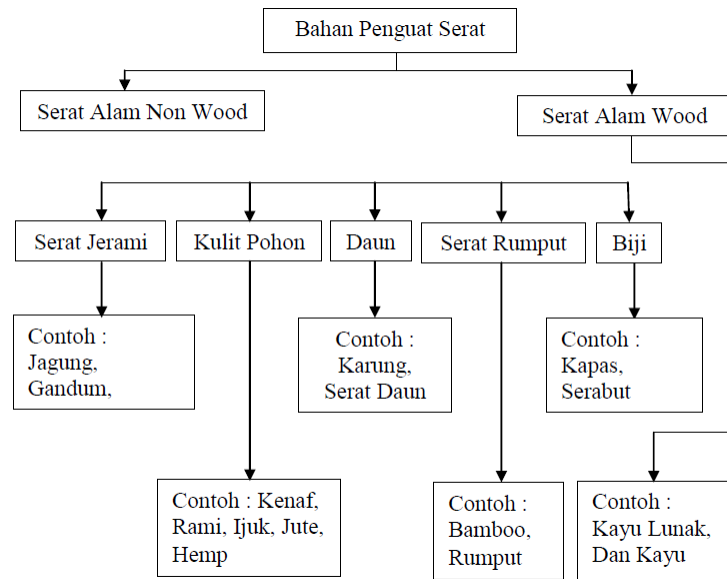 Bahan Penguat Serat
Serat Alam Non Wood
Serat Alam Wood
Serat Jerami
Kulit Pohon
Daun
Serat Rumput
Biji
Contoh :
Jagung,
Gandum,
Contoh :
Karung,
Serat Daun
Contoh :
Kapas,
Serabut
Contoh : Kenaf,
Rami, Ijuk, Jute,
Hemp
Contoh :
Bamboo,
Rumput
Contoh :
Kayu Lunak,
Dan Kayu